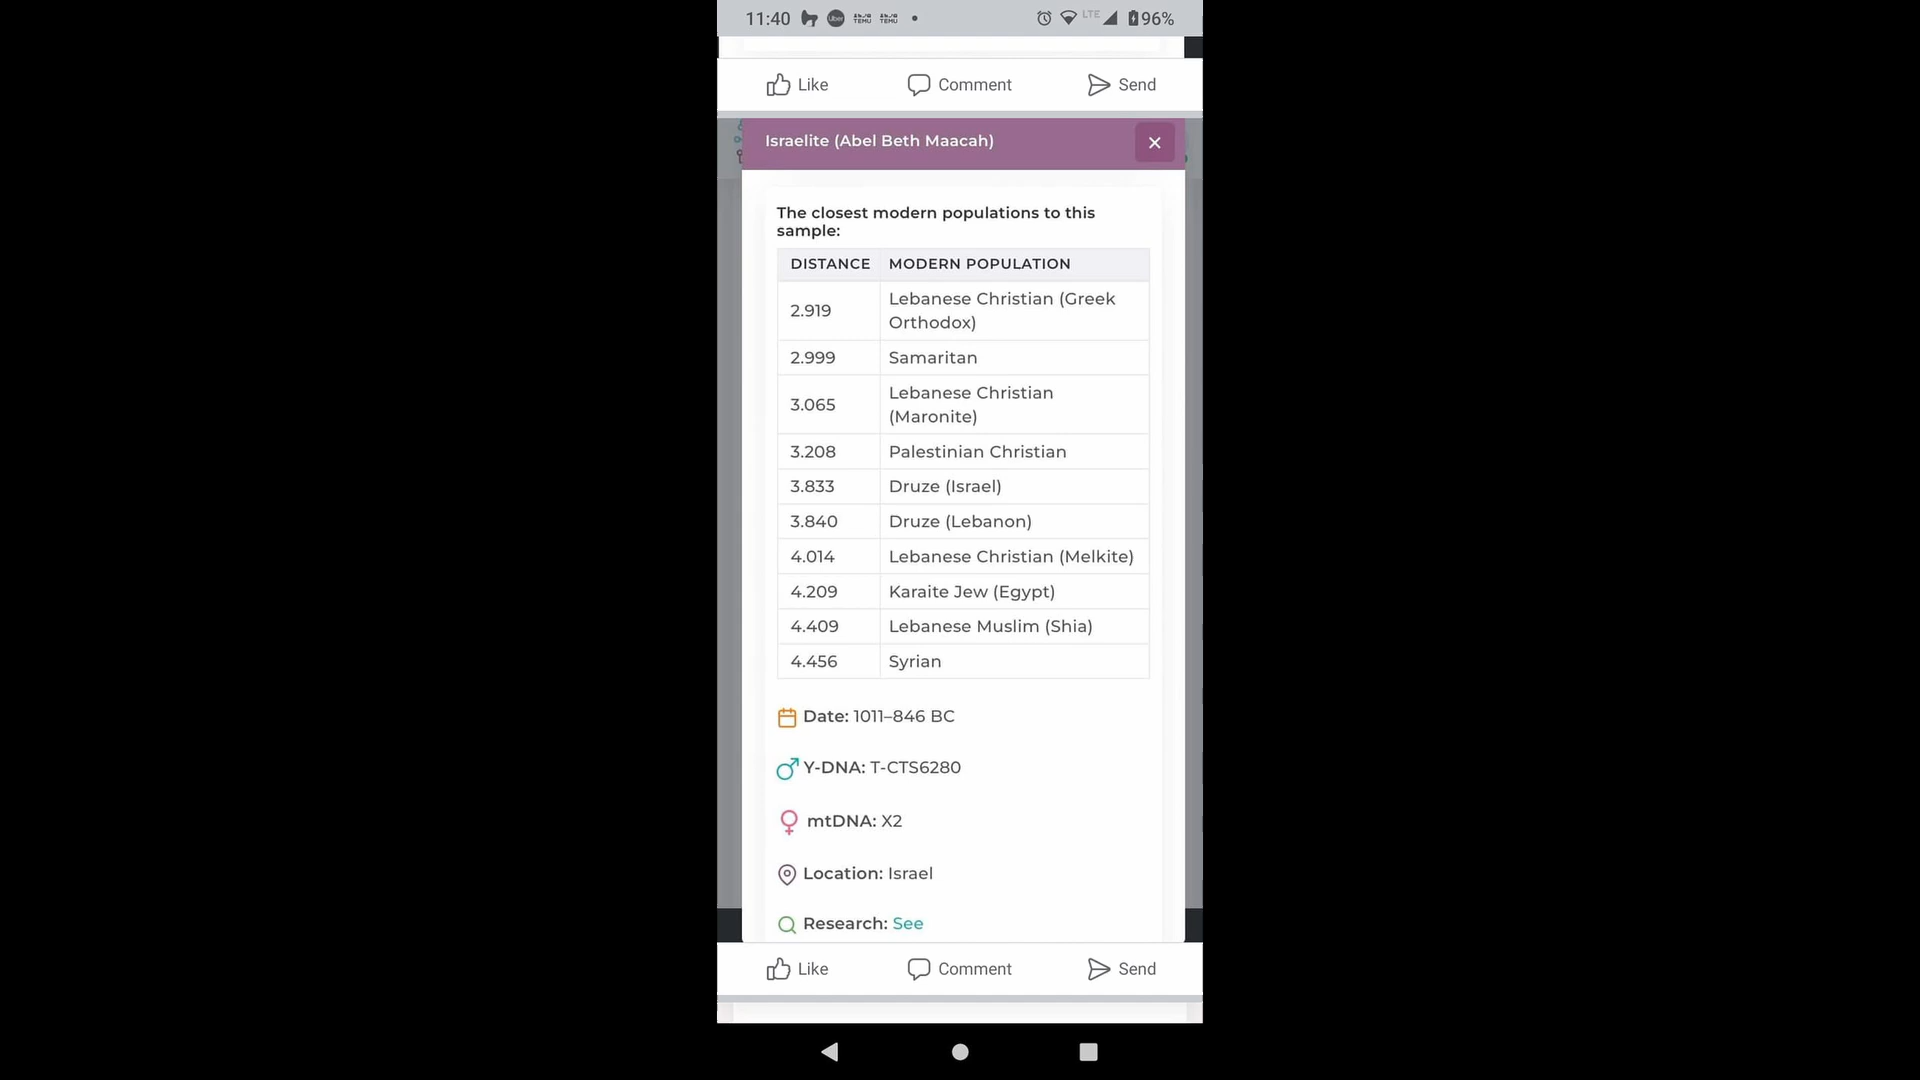 11:40 Uber TEMU TEMU LTE 96%
Like Comment Send
Israelite (Abel Beth Maacah)
The closest modern populations to this
sample:
DISTANCE MODERN POPULATION
2.919 Lebanese Christian (Greek
Orthodox)
2.999 Samaritan
3.065 Lebanese Christian
(Maronite)
3.208 Palestinian Christian
3.833 Druze (Israel)
3.840 Druze (Lebanon)
4.014 Lebanese Christian (Melkite)
4.209 Karaite Jew (Egypt)
4.409 Lebanese Muslim (Shia)
4.456 Syrian
Date: 1011–846 BC
Y-DNA: T-CTS6280
mtDNA: X2
Location: Israel
Research: See
Like Comment Send